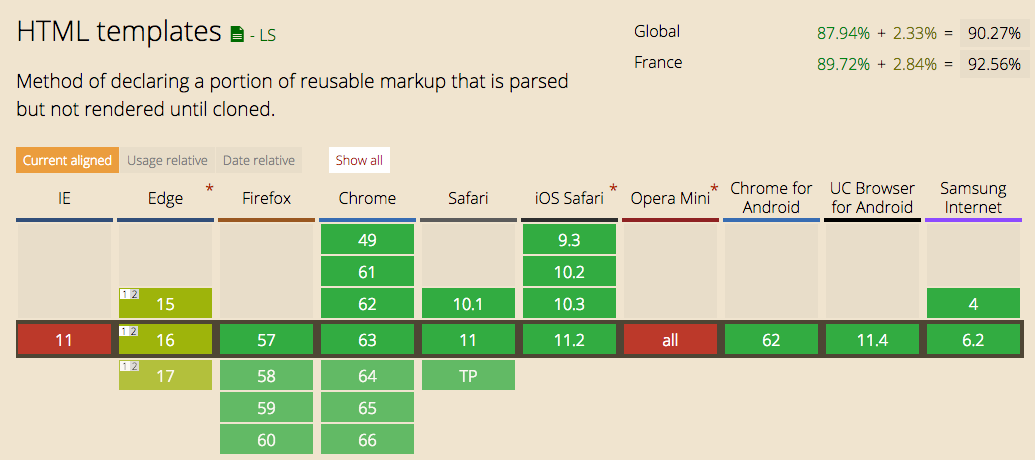 HTML templates - LS
Global 87.94% + 2.33% = 90.27%
France 89.72% + 2.84% = 92.56%
Method of declaring a portion of reusable markup that is parsed
but not rendered until cloned.
Current aligned Usage relative Date relative Show all
IE Edge * Firefox Chrome Safari iOS Safari * Opera Mini * Chrome for Android UC Browser for Android Samsung Internet
49 9.3
61 10.2
1 2 15 62 10.1 10.3 4
11 1 2 16 57 63 11 11.2 all 62 11.4 6.2
1 2 17 58 64 TP
59 65
60 66